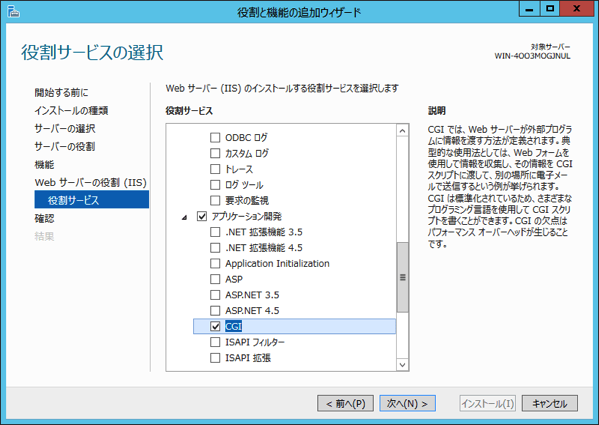 役割と機能の追加ウィザード
役割サービスの選択
対象サーバー
WIN-4O03MOGJNUL
開始する前に
インストールの種類
サーバーの選択
サーバーの役割
機能
Web サーバーの役割 (IIS)
役割サービス
確認
結果
Web サーバー (IIS) のインストールする役割サービスを選択します
役割サービス
ODBC ログ
カスタム ログ
トレース
ログ ツール
要求の監視
アプリケーション開発
.NET 拡張機能 3.5
.NET 拡張機能 4.5
Application Initialization
ASP
ASP.NET 3.5
ASP.NET 4.5
CGI
ISAPI フィルター
ISAPI 拡張
説明
CGI では、Web サーバーが外部プログラ
ムに情報を渡す方法が定義されます。典
型的な使用法としては、Web フォームを
使用して情報を収集し、その情報を CGI
スクリプトに渡して、別の場所に電子メー
ルで送信するという例が挙げられます。
CGI は標準化されているため、さまざまな
プログラミング言語を使用して CGI スクリ
プトを書くことができます。CGI の欠点は
パフォーマンス オーバーヘッドが生じること
です。
< 前へ(P)
次へ(N) >
インストール(I)
キャンセル